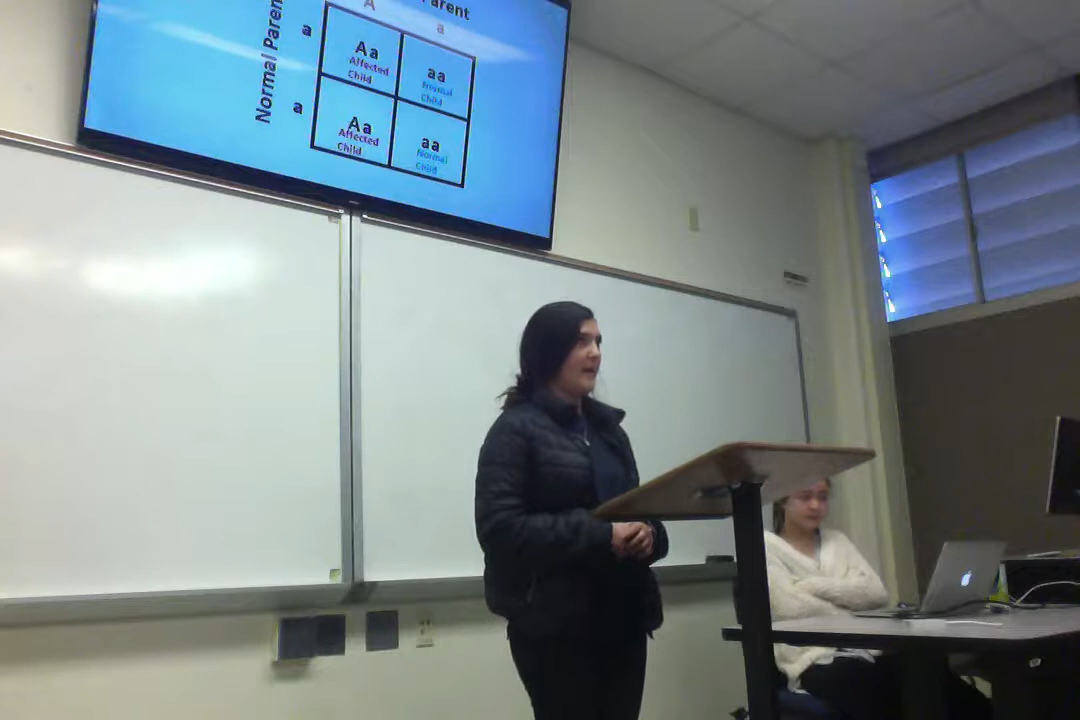 Parent
A
a
Normal Parent
a
Aa
Affected
Child
aa
Normal
Child
a
Aa
Affected
Child
aa
Normal
Child